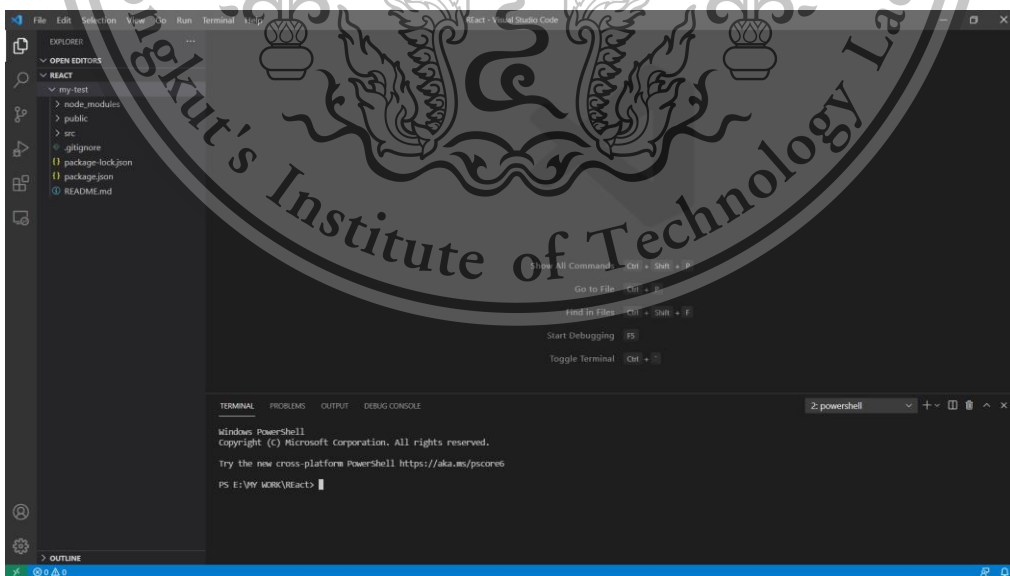 File Edit Selection View Go Run Terminal Help
REact - Visual Studio Code
EXPLORER
OPEN EDITORS
REACT
my-test
node_modules
public
src
.gitignore
package-lock.json
package.json
README.md
OUTLINE
Institute of Technology
Show All Commands Ctrl + Shift + P
Go to File Ctrl + P
Find in Files Ctrl + Shift + F
Start Debugging F5
Toggle Terminal Ctrl + `
TERMINAL PROBLEMS OUTPUT DEBUG CONSOLE
2: powershell
Windows PowerShell
Copyright (C) Microsoft Corporation. All rights reserved.
Try the new cross-platform PowerShell https://aka.ms/pscore6
PS E:\MY WORK\REact>
0 0